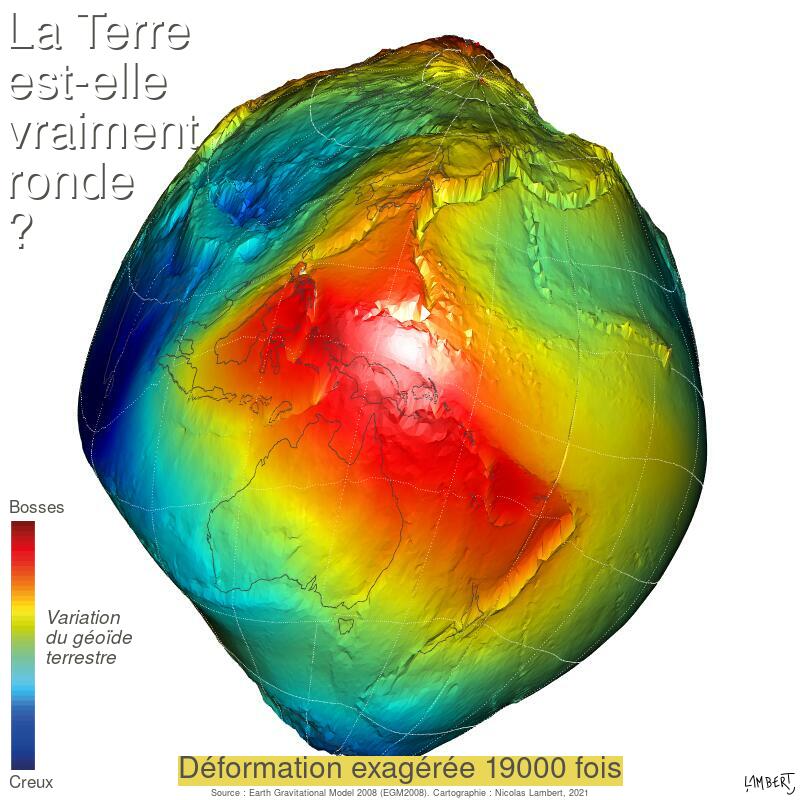 La Terre
est-elle
vraiment
ronde
?
Bosses
Variation
du géoïde
terrestre
Creux
Déformation exagérée 19000 fois
Source : Earth Gravitational Model 2008 (EGM2008). Cartographie : Nicolas Lambert, 2021
LAMBERT